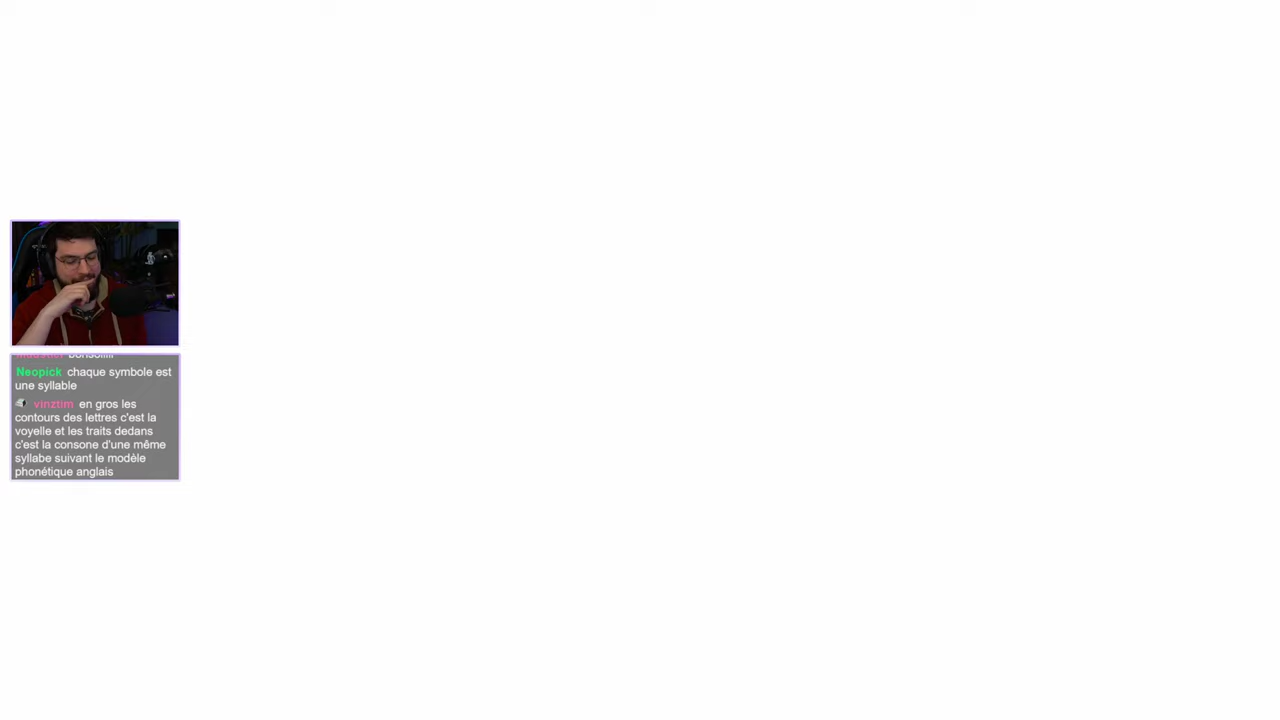 Neopick chaque symbole est
une syllable
vinztim en gros les
contours des lettres c'est la
voyelle et les traits dedans
c'est la consone d'une même
syllabe suivant le modèle
phonétique anglais